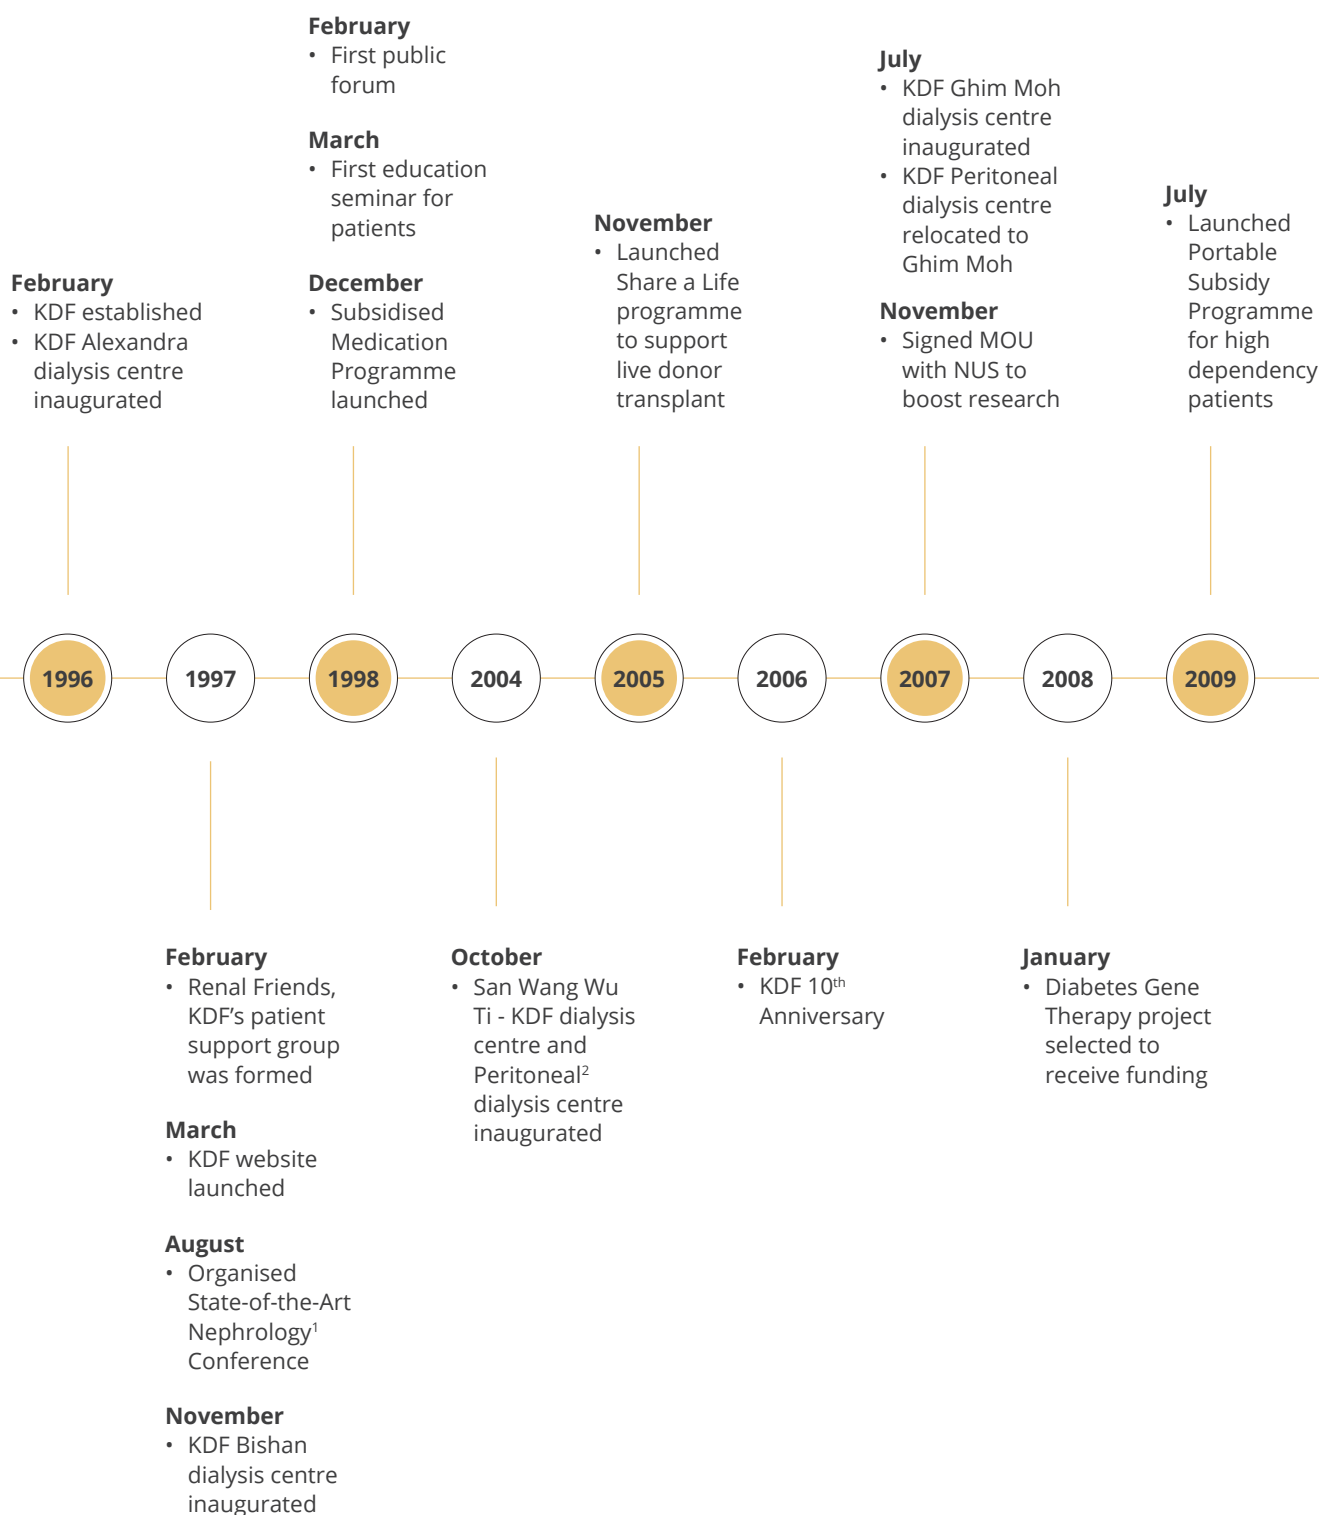 February
• KDF established
• KDF Alexandra
dialysis centre
inaugurated
February
• First public
forum
March
• First education
seminar for
patients
December
• Subsidised
Medication
Programme
launched
November
• Launched
Share a Life
programme
to support
live donor
transplant
July
• KDF Ghim Moh
dialysis centre
inaugurated
• KDF Peritoneal
dialysis centre
relocated to
Ghim Moh
November
• Signed MOU
with NUS to
boost research
July
• Launched
Portable
Subsidy
Programme
for high
dependency
patients
1996
1997
1998
2004
2005
2006
2007
2008
2009
February
• Renal Friends,
KDF’s patient
support group
was formed
March
• KDF website
launched
August
• Organised
State-of-the-Art
Nephrology¹
Conference
November
• KDF Bishan
dialysis centre
inaugurated
October
• San Wang Wu
Ti - KDF dialysis
centre and
Peritoneal²
dialysis centre
inaugurated
February
• KDF 10th
Anniversary
January
• Diabetes Gene
Therapy project
selected to
receive funding